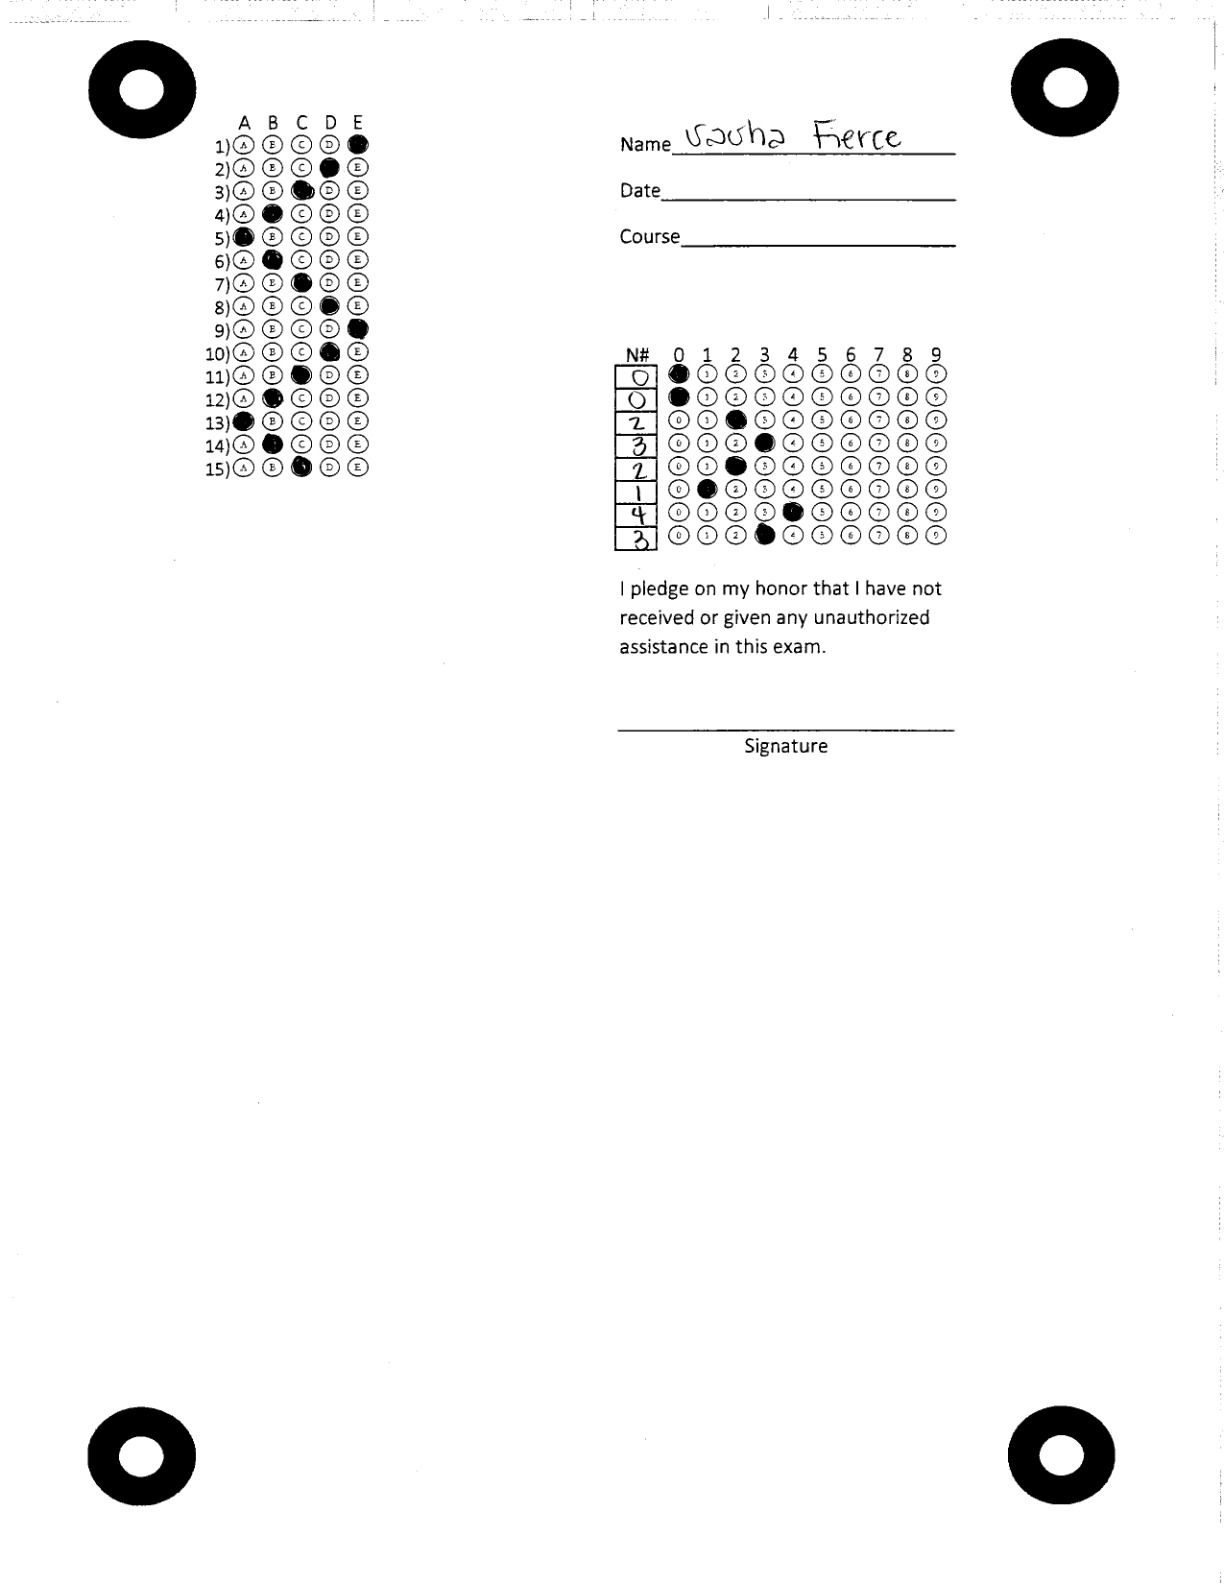 A B C D E
1) A B C D
2) A B C E
3) A B D E
4) A C D E
5) B C D E
6) A C D E
7) A B D E
8) A B C E
9) A B C D
10) A B C E
11) A B D E
12) A C D E
13) B C D E
14) A C D E
15) A B D E
Name Fierce
Date
Course
N# 0 1 2 3 4 5 6 7 8 9
0 1 2 3 4 5 6 7 8 9
0 1 2 3 4 5 6 7 8 9
2 0 1 3 4 5 6 7 8 9
3 0 1 2 4 5 6 7 8 9
2 0 1 3 4 5 6 7 8 9
1 0 2 3 4 5 6 7 8 9
4 0 1 2 3 5 6 7 8 9
3 0 1 2 4 5 6 7 8 9
I pledge on my honor that I have not
received or given any unauthorized
assistance in this exam.
Signature